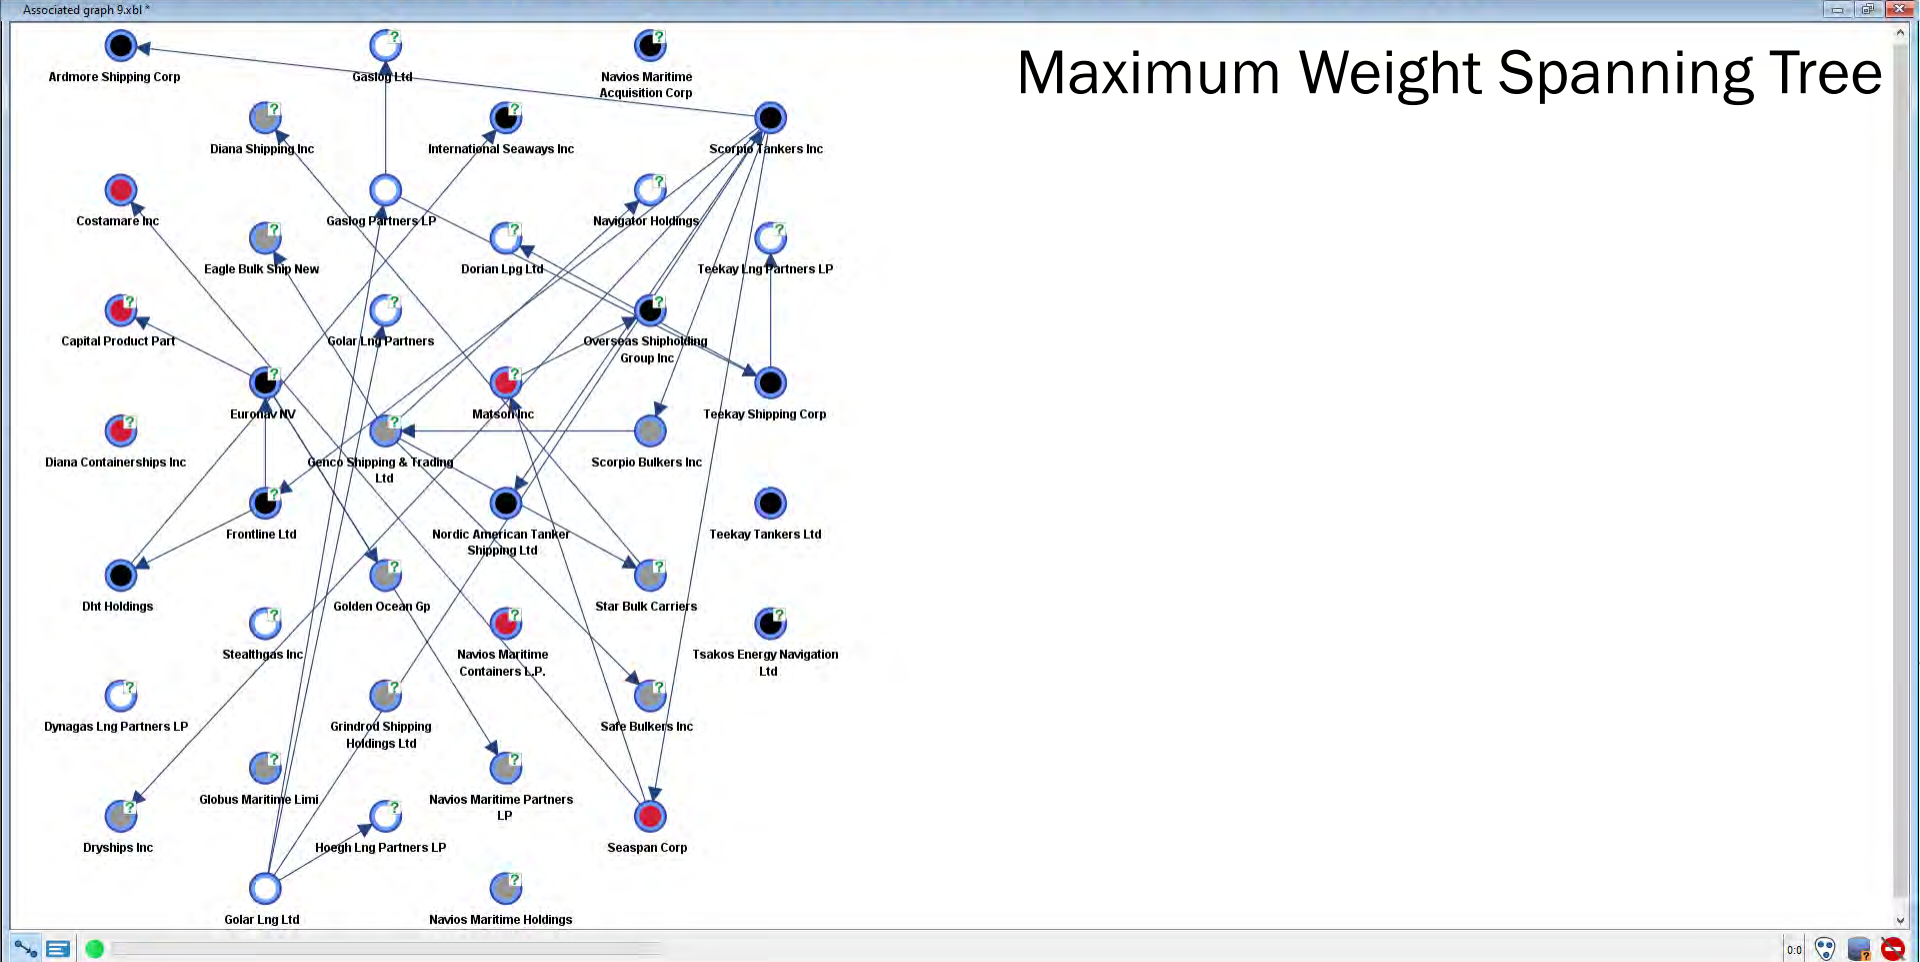 Associated graph 9.xbl *
Maximum Weight Spanning Tree
Ardmore Shipping Corp
Gaslog Ltd
Navios Maritime
Acquisition Corp
Diana Shipping Inc
International Seaways Inc
Scorpio Tankers Inc
Costamare Inc
Gaslog Partners LP
Navigator Holdings
Eagle Bulk Ship New
Dorian Lpg Ltd
Teekay Lng Partners LP
Capital Product Part
Golar Lng Partners
Overseas Shipholding
Group Inc
Euronav NV
Matson Inc
Teekay Shipping Corp
Diana Containerships Inc
Genco Shipping & Trading
Ltd
Scorpio Bulkers Inc
Frontline Ltd
Nordic American Tanker
Shipping Ltd
Teekay Tankers Ltd
Dht Holdings
Golden Ocean Gp
Star Bulk Carriers
Stealthgas Inc
Navios Maritime
Containers L.P.
Tsakos Energy Navigation
Ltd
Dynagas Lng Partners LP
Grindrod Shipping
Holdings Ltd
Safe Bulkers Inc
Globus Maritime Limi
Navios Maritime Partners
LP
Dryships Inc
Hoegh Lng Partners LP
Seaspan Corp
Golar Lng Ltd
Navios Maritime Holdings
0:0